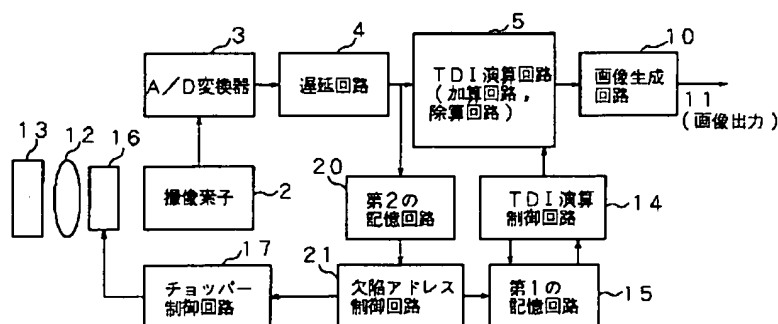 3
4
5
10
A/D変換器
遅延回路
TDI演算回路
(加算回路,
除算回路)
画像生成
回路
11
(画像出力)
13
12
16
撮像素子
2
20
第2の
記憶回路
TDI演算
制御回路
14
17
チョッパー
制御回路
21
欠陥アドレス
制御回路
第1の
記憶回路
15